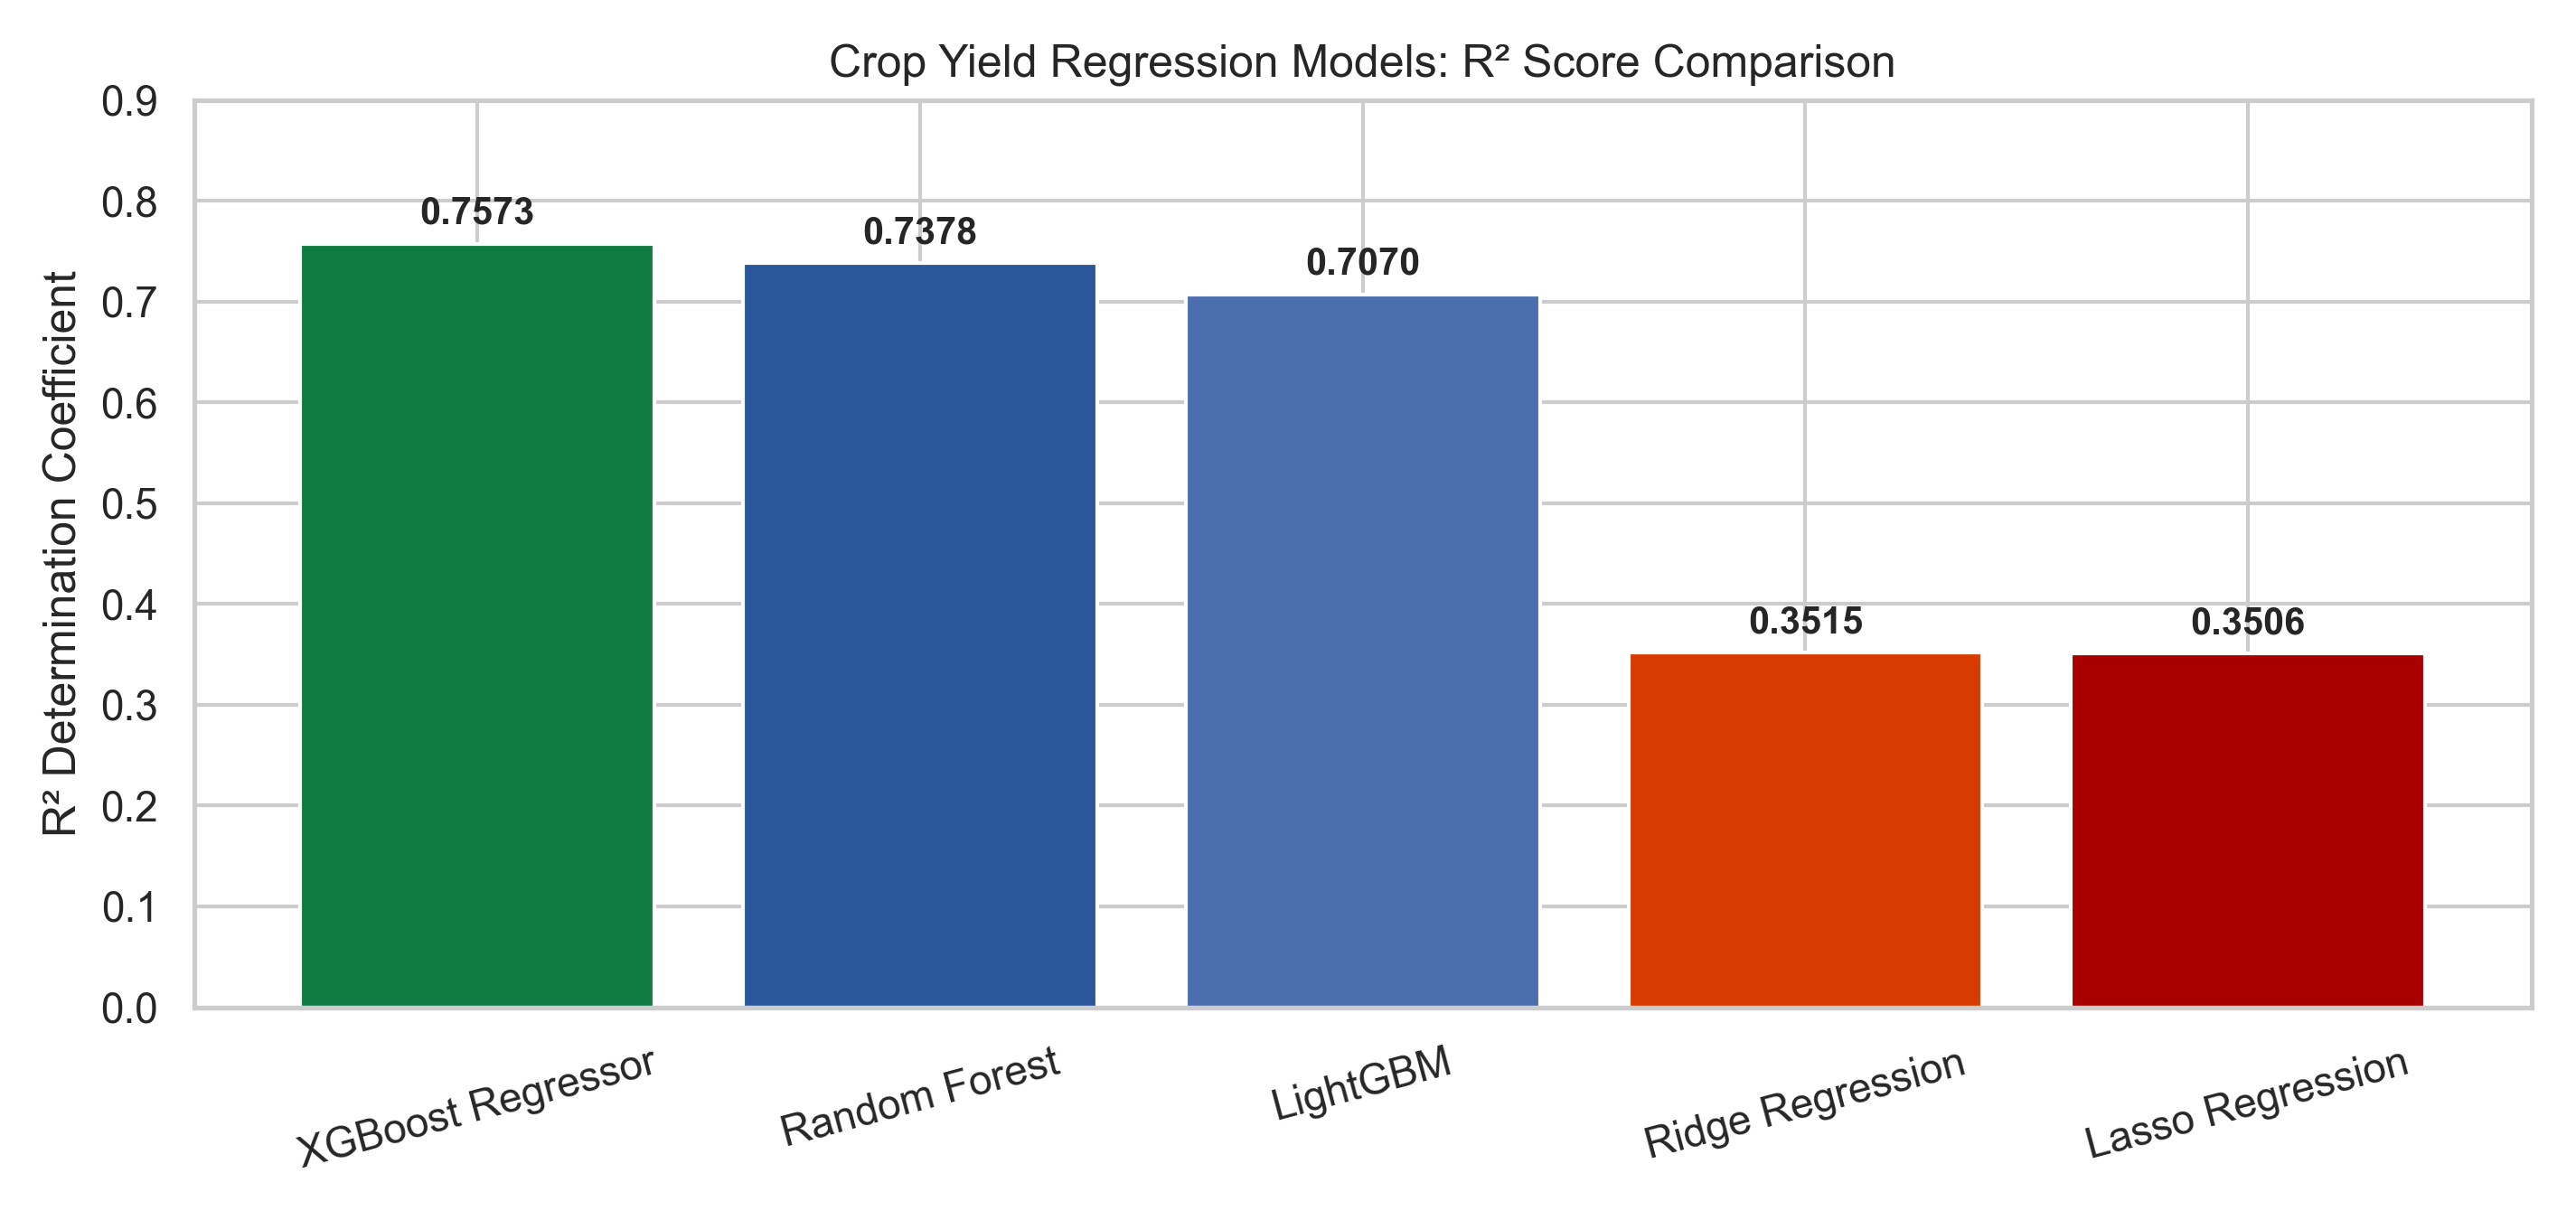 Crop Yield Regression Models: R² Score Comparison
R² Determination Coefficient
0.9
0.8
0.7
0.6
0.5
0.4
0.3
0.2
0.1
0.0
0.7573
0.7378
0.7070
0.3515
0.3506
XGBoost Regressor
Random Forest
LightGBM
Ridge Regression
Lasso Regression